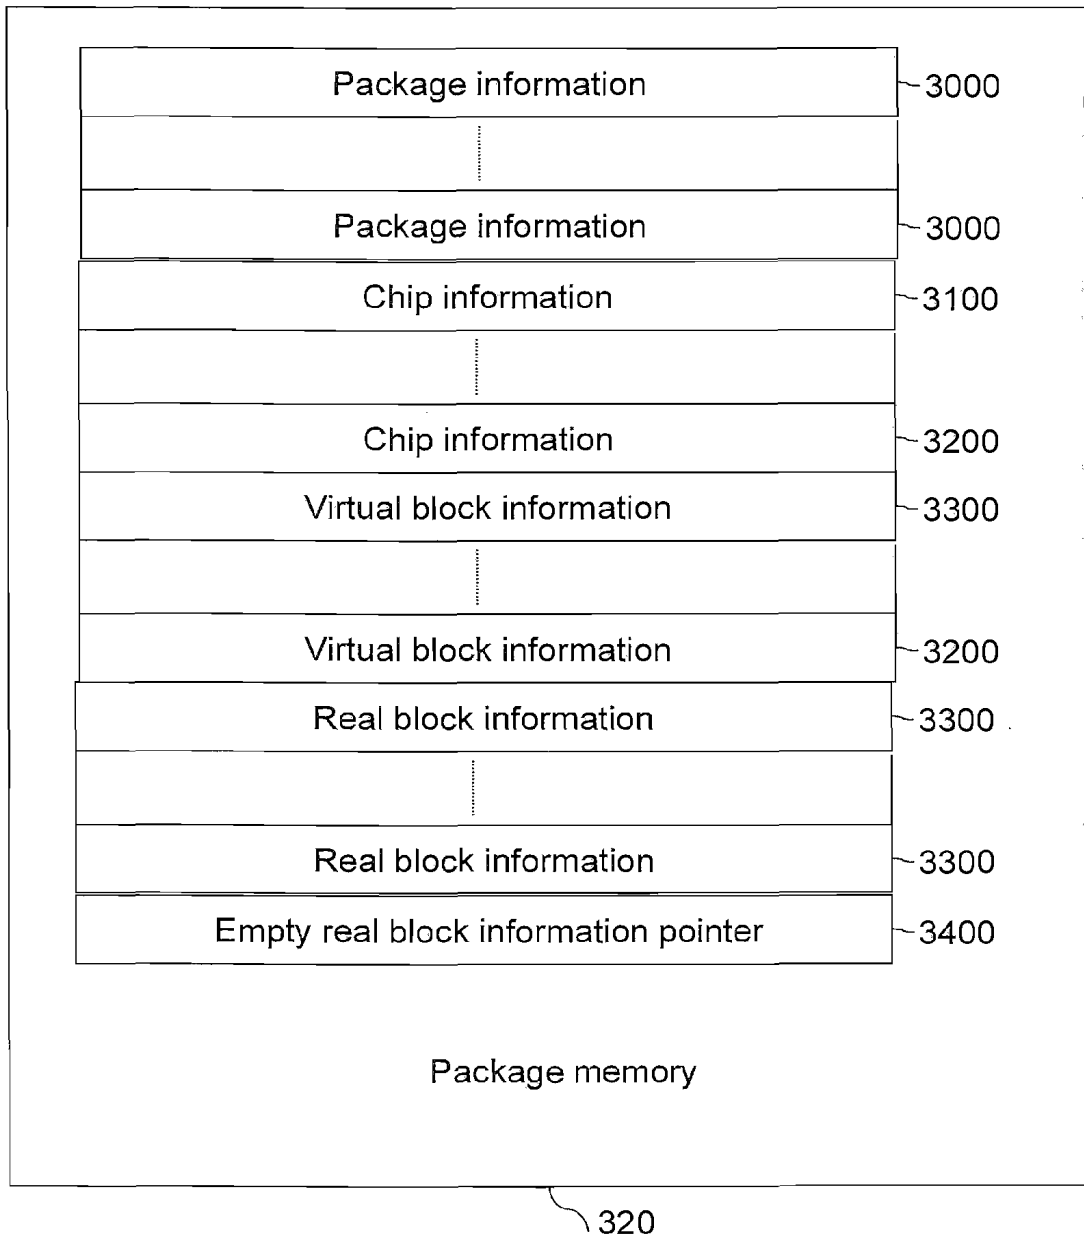 Package information 3000
Package information 3000
Chip information 3100
Chip information 3200
Virtual block information 3300
Virtual block information 3200
Real block information 3300
Real block information 3300
Empty real block information pointer 3400
Package memory
320